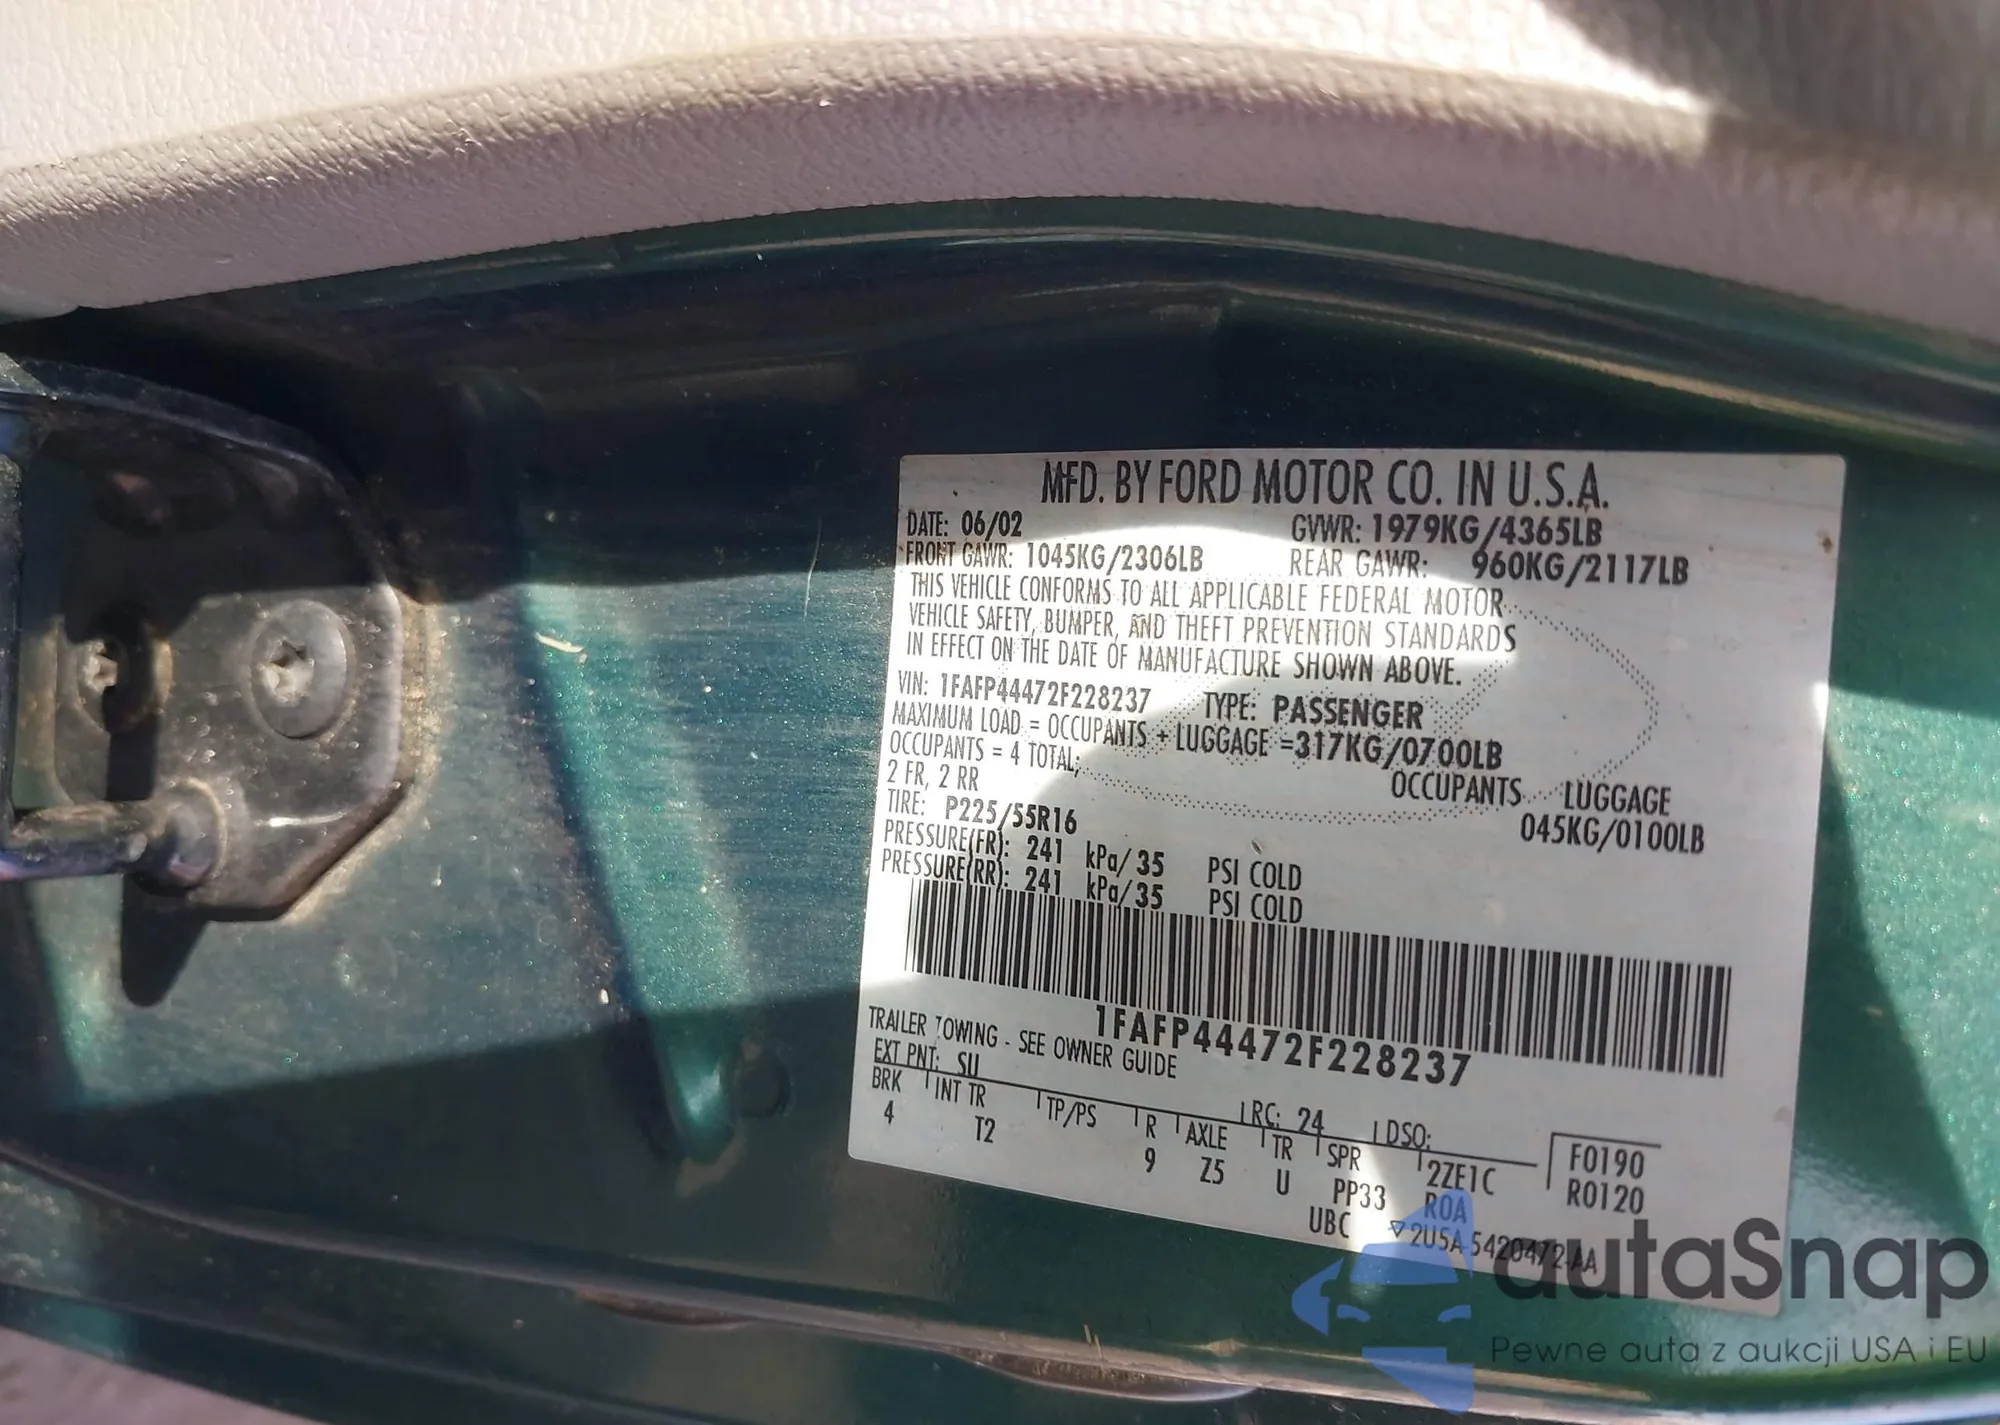 MFD. BY FORD MOTOR CO. IN U.S.A.
DATE: 06/02 GVWR: 1979KG/4365LB
FRONT GAWR: 1045KG/2306LB REAR GAWR: 960KG/2117LB
THIS VEHICLE CONFORMS TO ALL APPLICABLE FEDERAL MOTOR
VEHICLE SAFETY, BUMPER, AND THEFT PREVENTION STANDARDS
IN EFFECT ON THE DATE OF MANUFACTURE SHOWN ABOVE.
VIN: 1FAFP44472F228237 TYPE: PASSENGER
MAXIMUM LOAD = OCCUPANTS + LUGGAGE =317KG/0700LB
OCCUPANTS = 4 TOTAL; OCCUPANTS LUGGAGE
2 FR, 2 RR 045KG/0100LB
TIRE: P225/55R16
PRESSURE(FR): 241 kPa/35 PSI COLD
PRESSURE(RR): 241 kPa/35 PSI COLD
1FAFP44472F228237
TRAILER TOWING - SEE OWNER GUIDE
EXT PNT: SU RC: 24 DSO:
BRK INT TR TP/PS R AXLE TR SPR 2ZE1C F0190
4 T2 9 Z5 U PP33 ROA R0120
UBC 2U5A-5420472-AA
autaSnap
Pewne auta z aukcji USA i EU